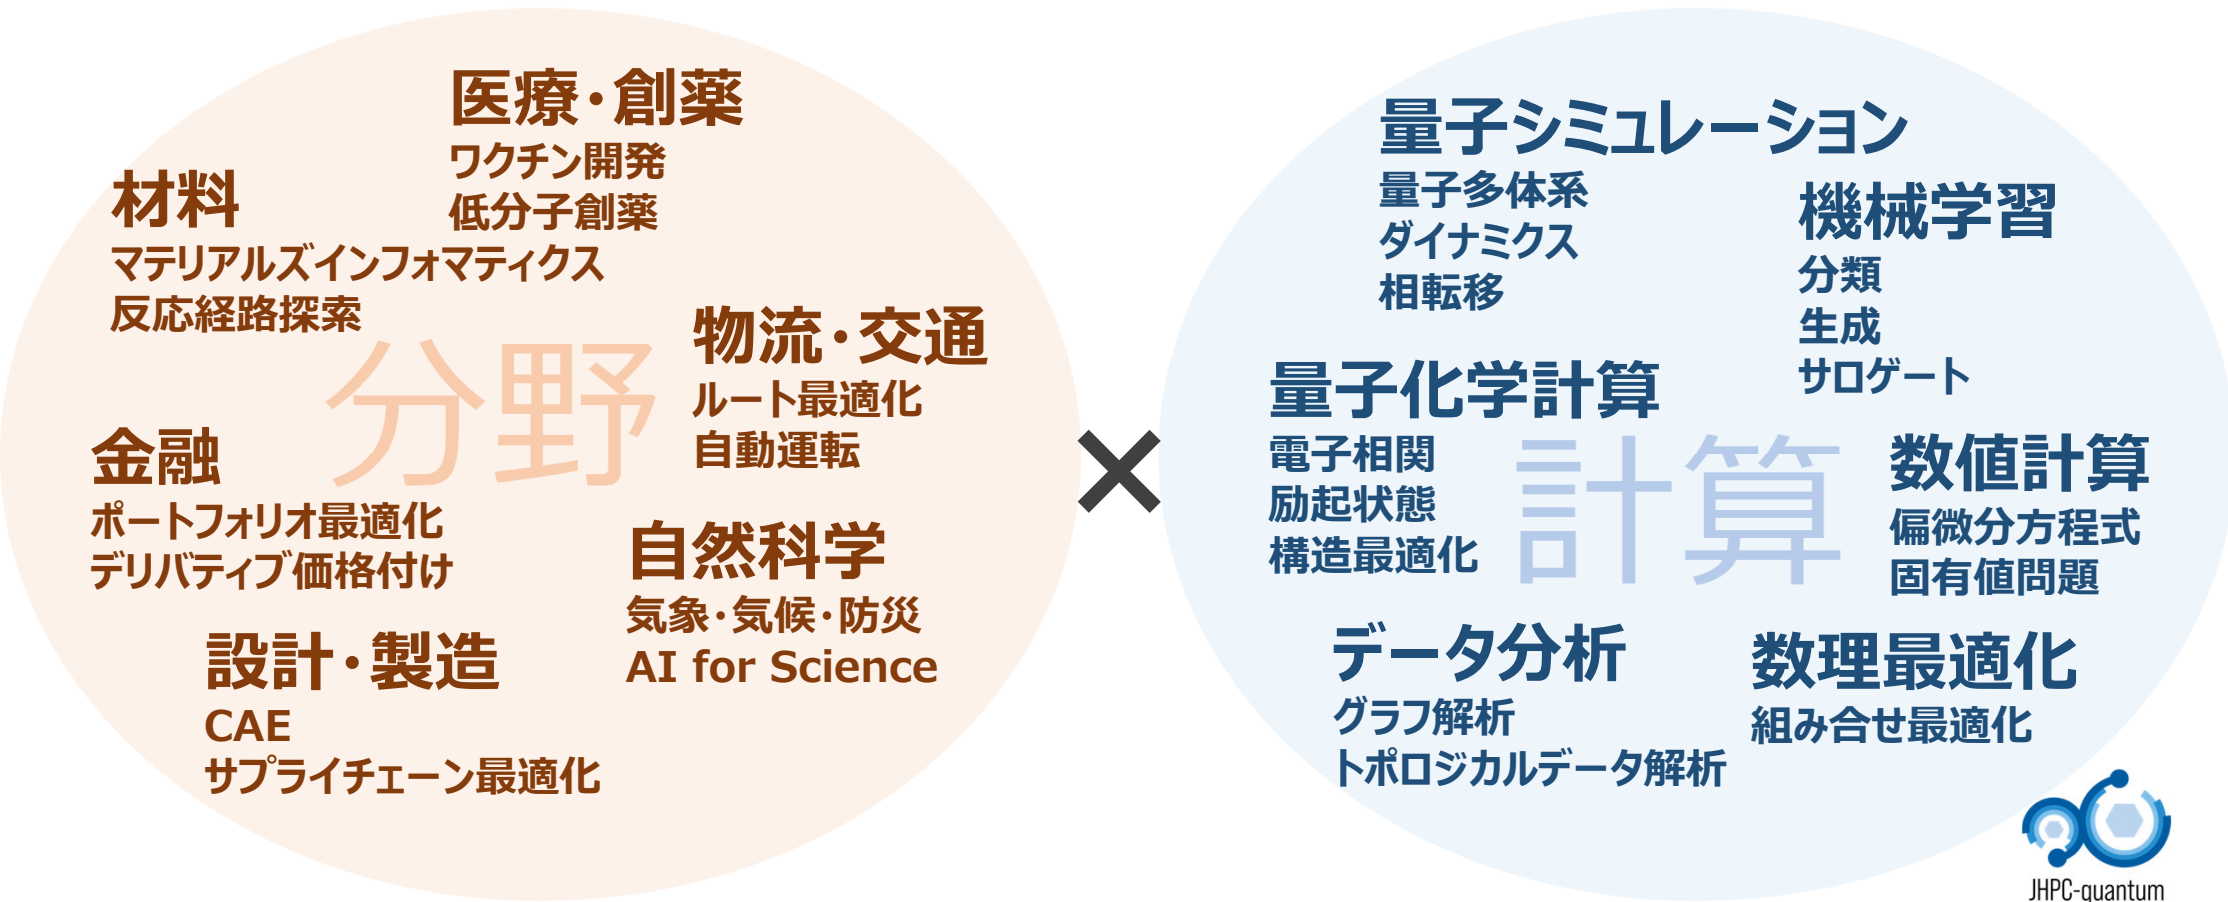 分野
医療・創薬
ワクチン開発
低分子創薬
材料
マテリアルズインフォマティクス
反応経路探索
物流・交通
ルート最適化
自動運転
金融
ポートフォリオ最適化
デリバティブ価格付け
自然科学
気象・気候・防災
AI for Science
設計・製造
CAE
サプライチェーン最適化
×
計算
量子シミュレーション
量子多体系
ダイナミクス
相転移
機械学習
分類
生成
サロゲート
量子化学計算
電子相関
励起状態
構造最適化
数値計算
偏微分方程式
固有値問題
データ分析
グラフ解析
トポロジカルデータ解析
数理最適化
組み合せ最適化
JHPC-quantum